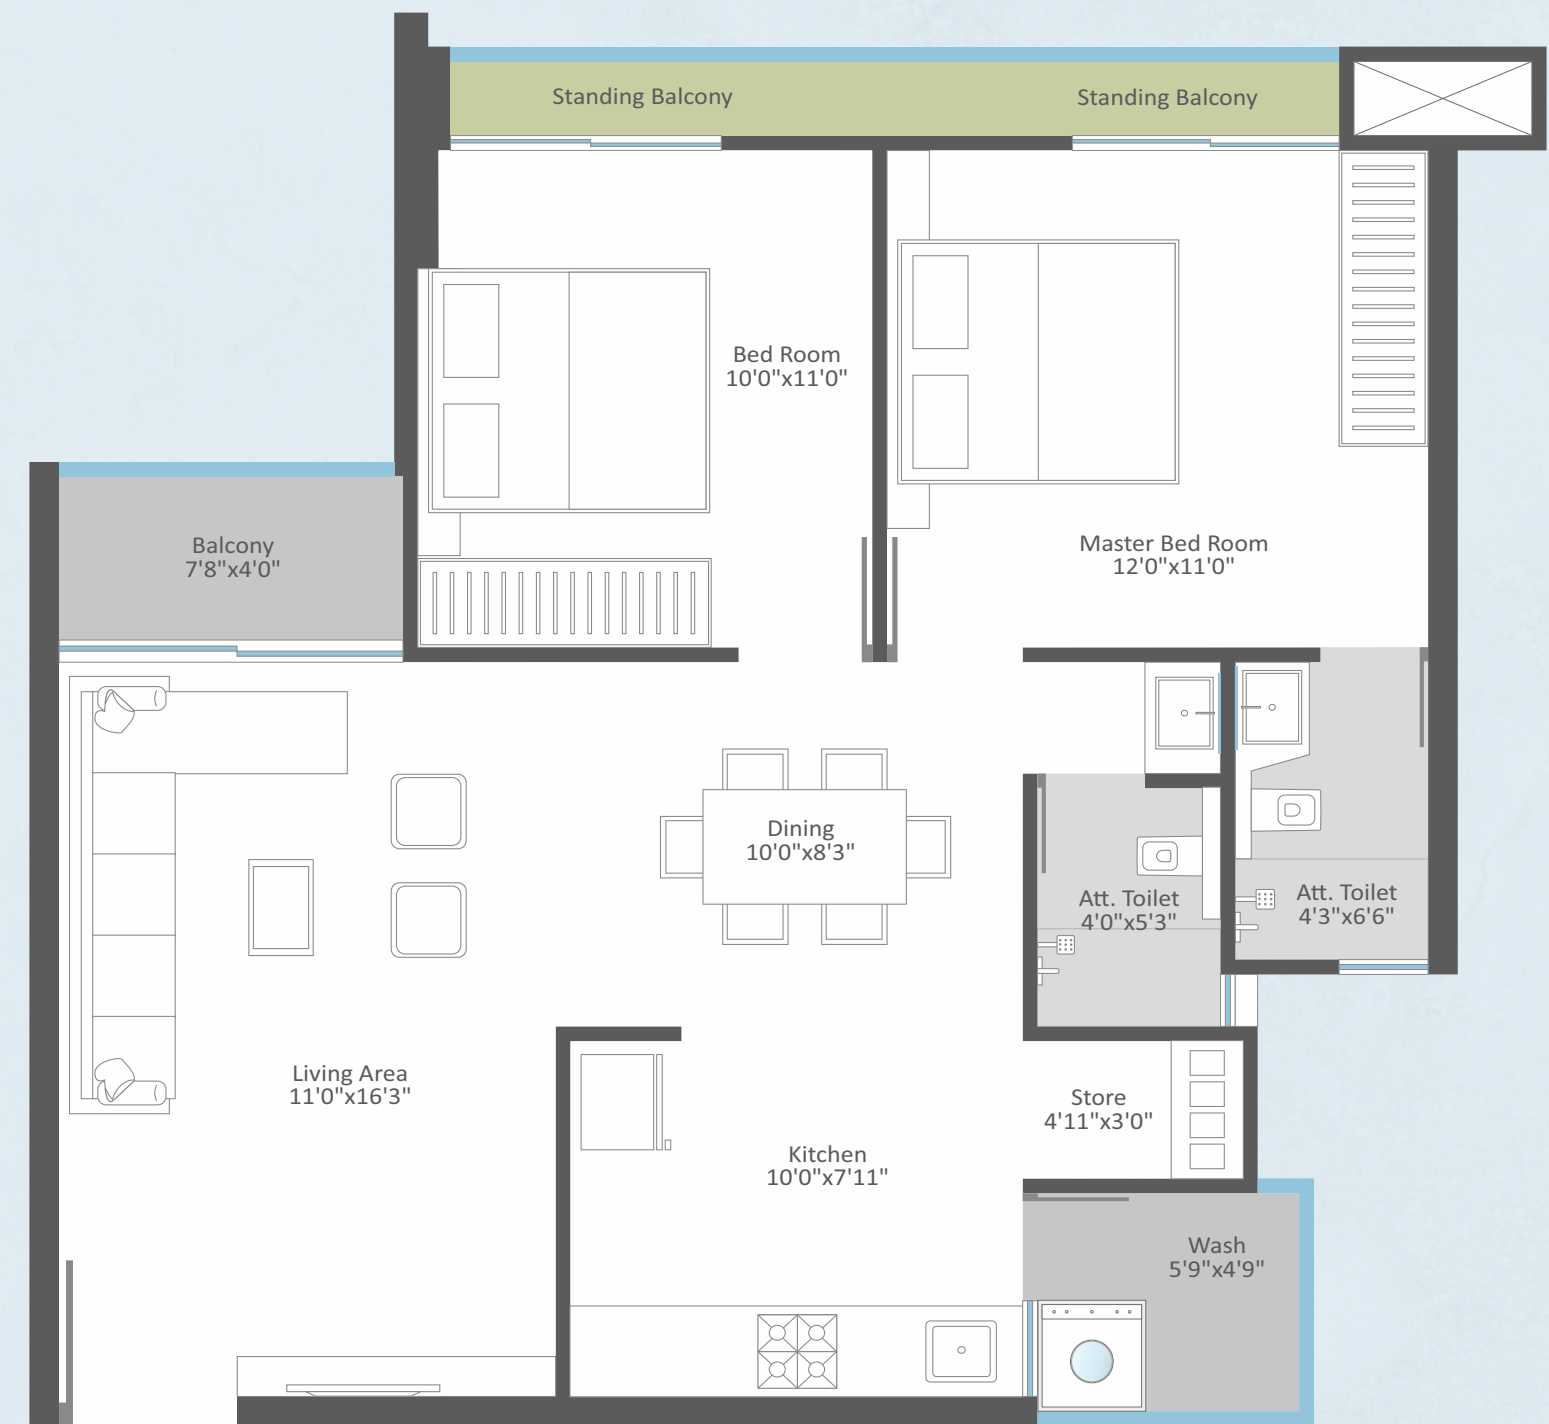 Standing Balcony
Standing Balcony
Bed Room
10'0"x11'0"
Master Bed Room
12'0"x11'0"
Balcony
7'8"x4'0"
Dining
10'0"x8'3"
Att. Toilet
4'0"x5'3"
Att. Toilet
4'3"x6'6"
Living Area
11'0"x16'3"
Store
4'11"x3'0"
Kitchen
10'0"x7'11"
Wash
5'9"x4'9"